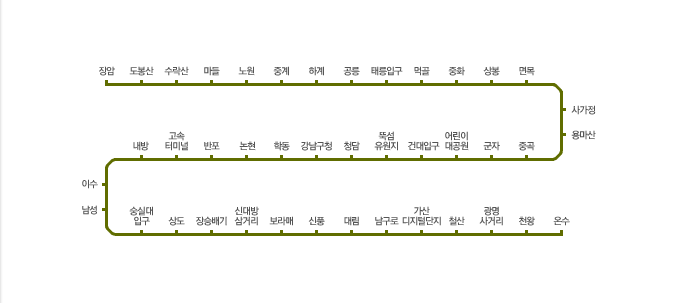 장암 도봉산 수락산 마들 노원 중계 하계 공릉 태릉입구 먹골 중화 상봉 면목
사가정
용마산
내방 고속 터미널 반포 논현 학동 강남구청 청담 뚝섬 유원지 건대입구 어린이 대공원 군자 중곡
이수
남성
숭실대 입구 상도 장승배기 신대방 삼거리 보라매 신풍 대림 남구로 가산 디지털단지 철산 광명 사거리 천왕 온수